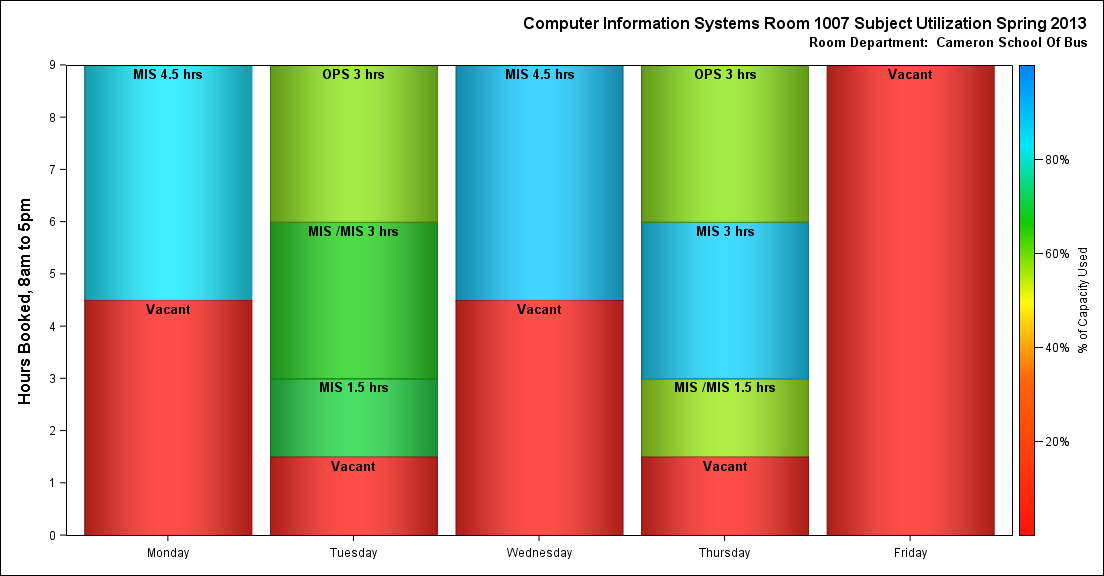 Computer Information Systems Room 1007 Subject Utilization Spring 2013
Room Department:  Cameron School Of Bus
Hours Booked, 8am to 5pm
9
8
7
6
5
4
3
2
1
0
MIS 4.5 hrs
Vacant
OPS 3 hrs
MIS /MIS 3 hrs
MIS 1.5 hrs
Vacant
MIS 4.5 hrs
Vacant
OPS 3 hrs
MIS 3 hrs
MIS /MIS 1.5 hrs
Vacant
Vacant
Monday
Tuesday
Wednesday
Thursday
Friday
80%
60%
40%
20%
% of Capacity Used